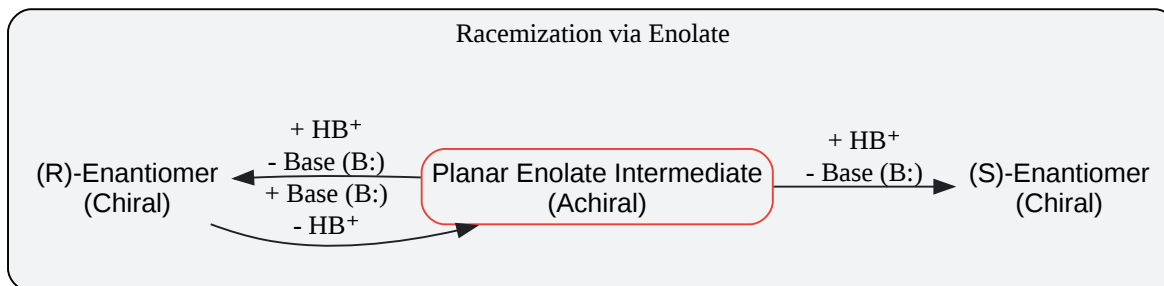 Racemization via Enolate
(R)-Enantiomer
(Chiral)
+ HB⁺
- Base (B:)
+ Base (B:)
- HB⁺
Planar Enolate Intermediate
(Achiral)
+ HB⁺
- Base (B:)
(S)-Enantiomer
(Chiral)